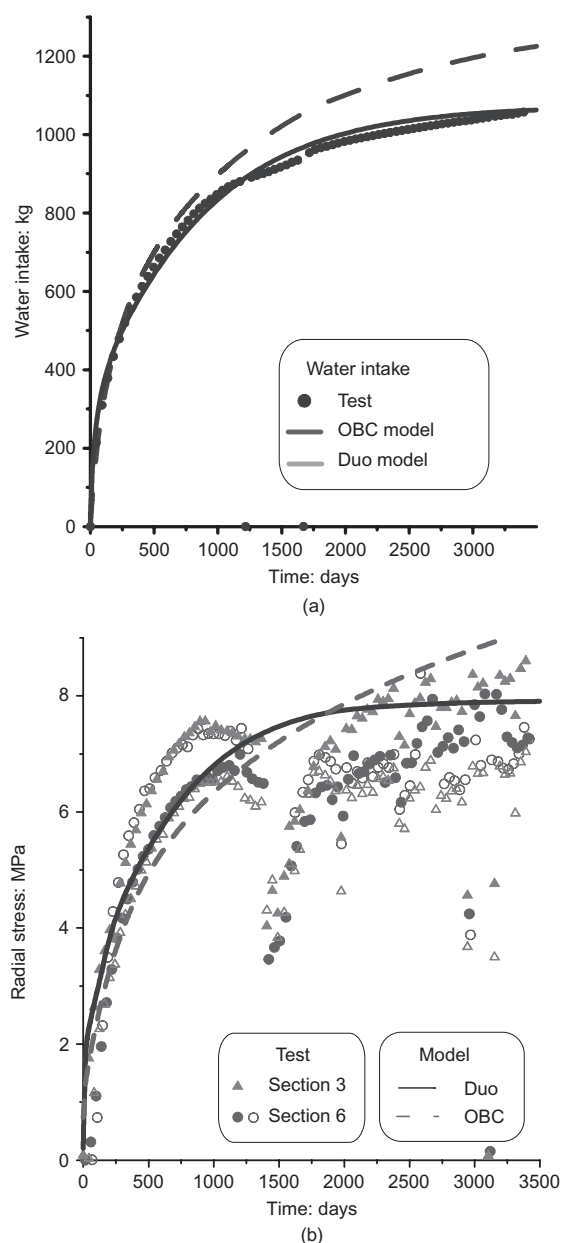 1200
1000
800
600
400
200
0
Water intake: kg
Water intake
Test
OBC model
Duo model
0 500 1000 1500 2000 2500 3000
Time: days
(a)
8
6
4
2
0
Radial stress: MPa
Test
Section 3
Section 6
Model
Duo
OBC
0 500 1000 1500 2000 2500 3000 3500
Time: days
(b)